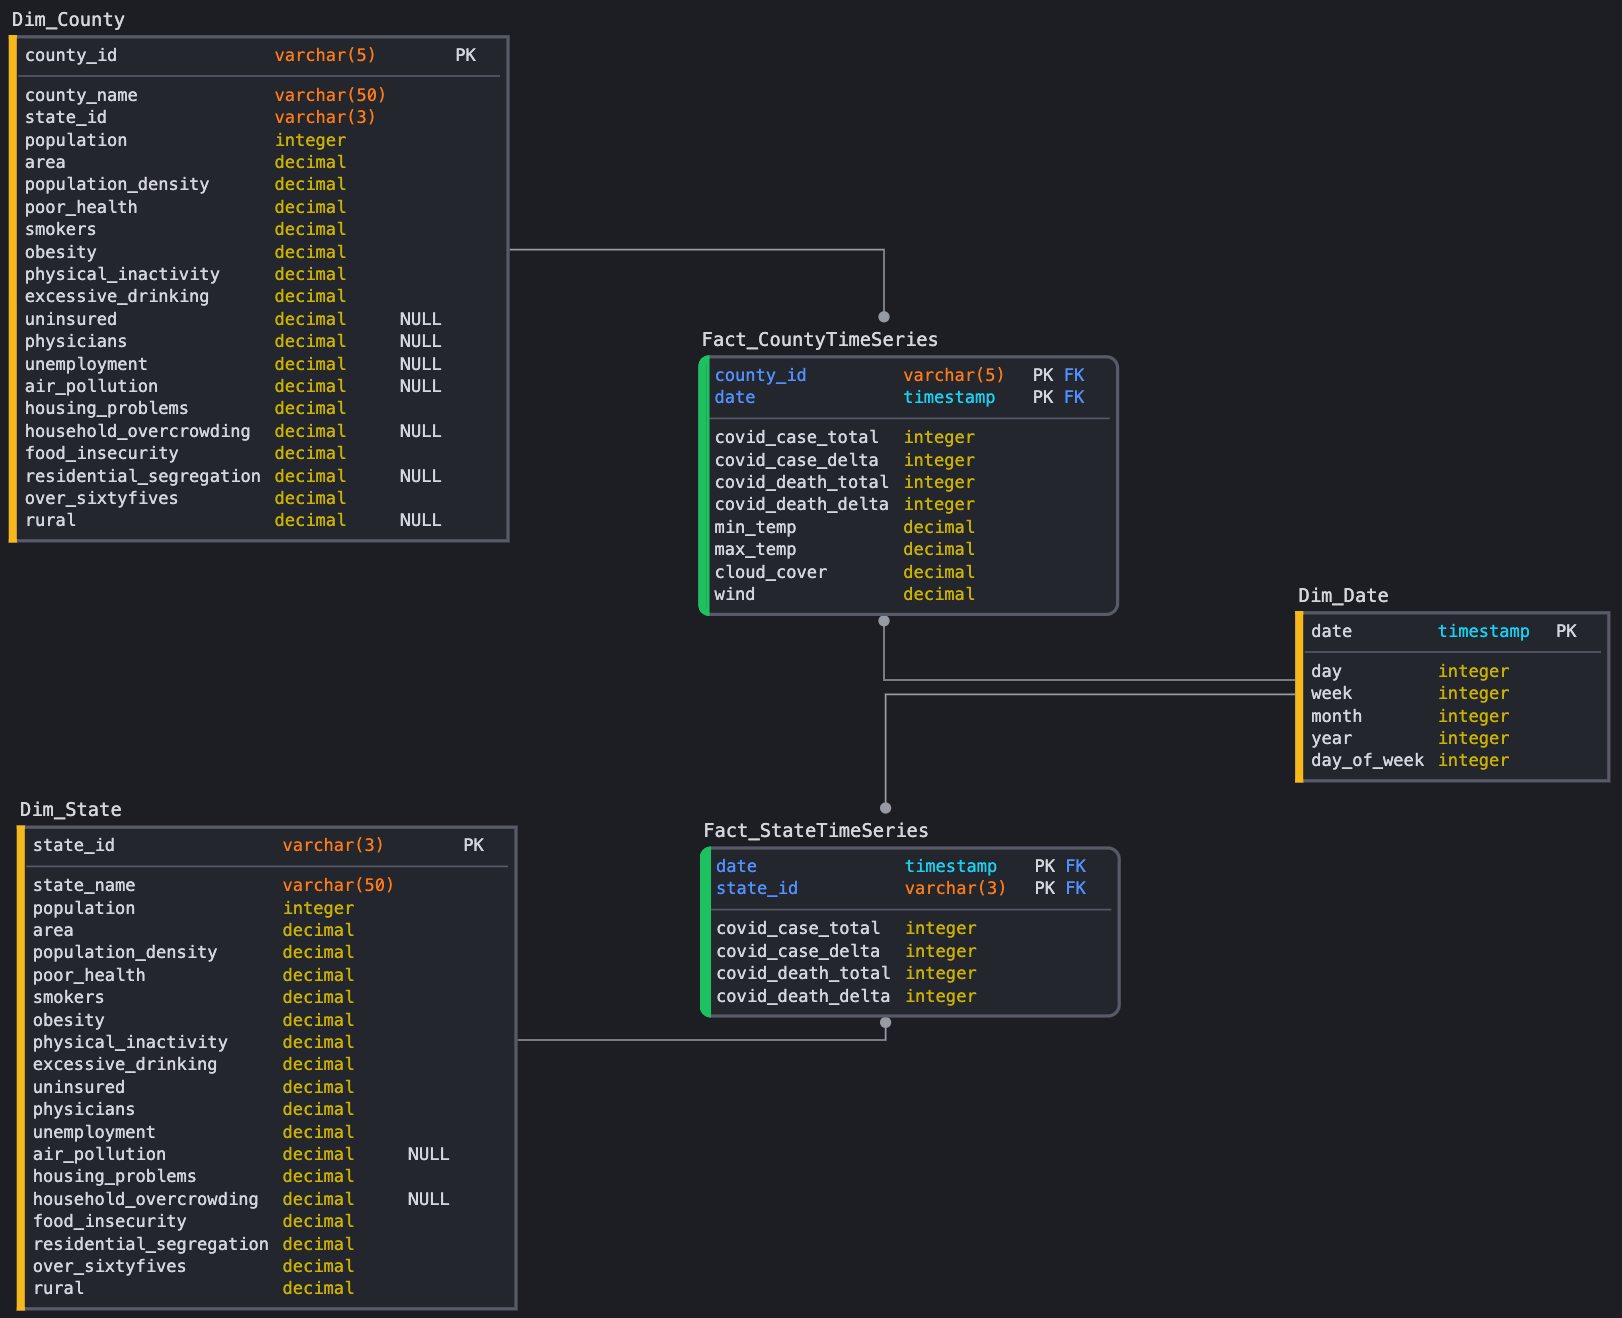 Dim_County
county_id varchar(5) PK
county_name varchar(50)
state_id varchar(3)
population integer
area decimal
population_density decimal
poor_health decimal
smokers decimal
obesity decimal
physical_inactivity decimal
excessive_drinking decimal
uninsured decimal NULL
physicians decimal NULL
unemployment decimal NULL
air_pollution decimal NULL
housing_problems decimal
household_overcrowding decimal NULL
food_insecurity decimal
residential_segregation decimal NULL
over_sixtyfives decimal
rural decimal NULL
Fact_CountyTimeSeries
county_id varchar(5) PK FK
date timestamp PK FK
covid_case_total integer
covid_case_delta integer
covid_death_total integer
covid_death_delta integer
min_temp decimal
max_temp decimal
cloud_cover decimal
wind decimal
Dim_Date
date timestamp PK
day integer
week integer
month integer
year integer
day_of_week integer
Dim_State
state_id varchar(3) PK
state_name varchar(50)
population integer
area decimal
population_density decimal
poor_health decimal
smokers decimal
obesity decimal
physical_inactivity decimal
excessive_drinking decimal
uninsured decimal
physicians decimal
unemployment decimal
air_pollution decimal NULL
housing_problems decimal
household_overcrowding decimal NULL
food_insecurity decimal
residential_segregation decimal
over_sixtyfives decimal
rural decimal
Fact_StateTimeSeries
date timestamp PK FK
state_id varchar(3) PK FK
covid_case_total integer
covid_case_delta integer
covid_death_total integer
covid_death_delta integer